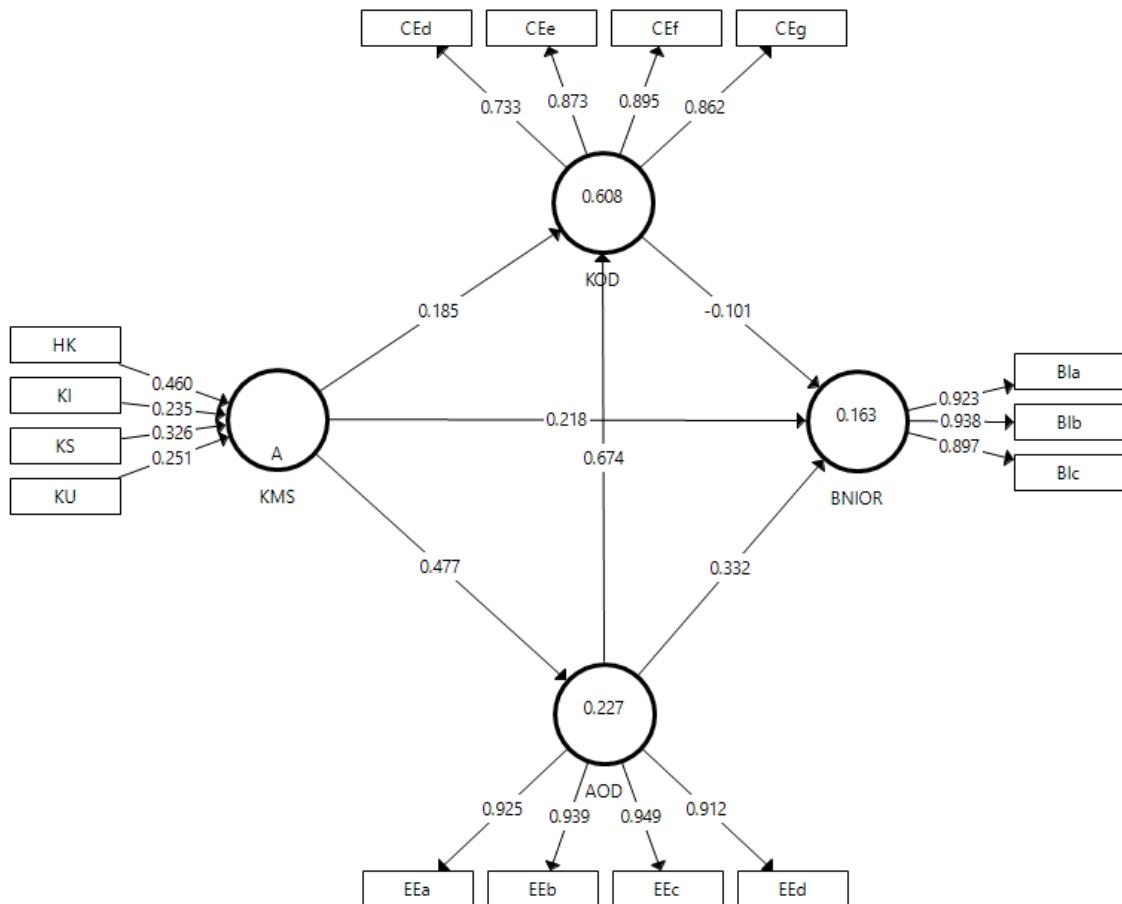 CEd CEe CEf CEg
0.733 0.873 0.895 0.862
0.608
KOD
0.185 -0.101
HK
0.460
KI
0.235
KS
0.326
KU
0.251
A
KMS
0.218
0.674
0.163
BNIOR
0.923
BIa
0.938
BIb
0.897
BIc
0.477 0.332
0.227
AOD
0.925 0.939 0.949 0.912
EEa EEb EEc EEd